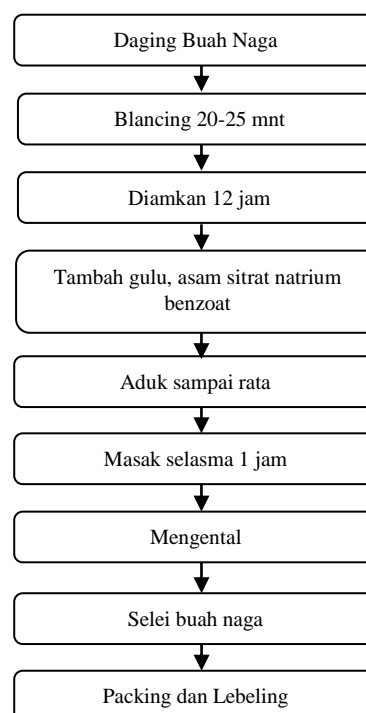 Daging Buah Naga
Blancing 20-25 mnt
Diamkan 12 jam
Tambah gulu, asam sitrat natrium
benzoat
Aduk sampai rata
Masak selasma 1 jam
Mengental
Selei buah naga
Packing dan Lebeling